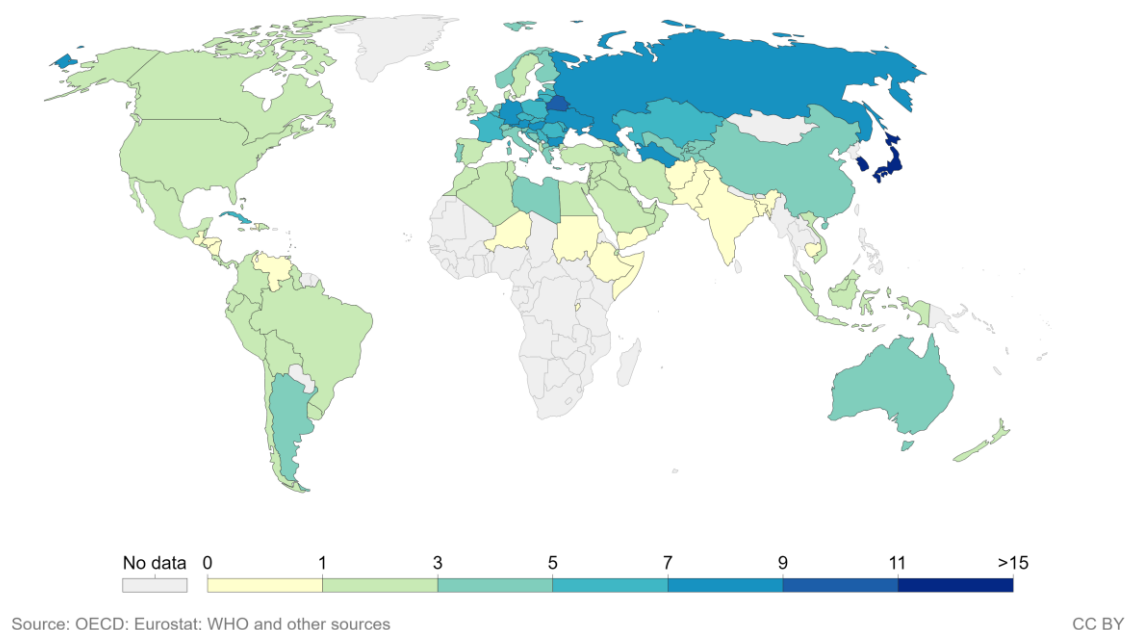 No data 0 1 3 5 7 9 11 >15
Source: OECD; Eurostat; WHO and other sources CC BY